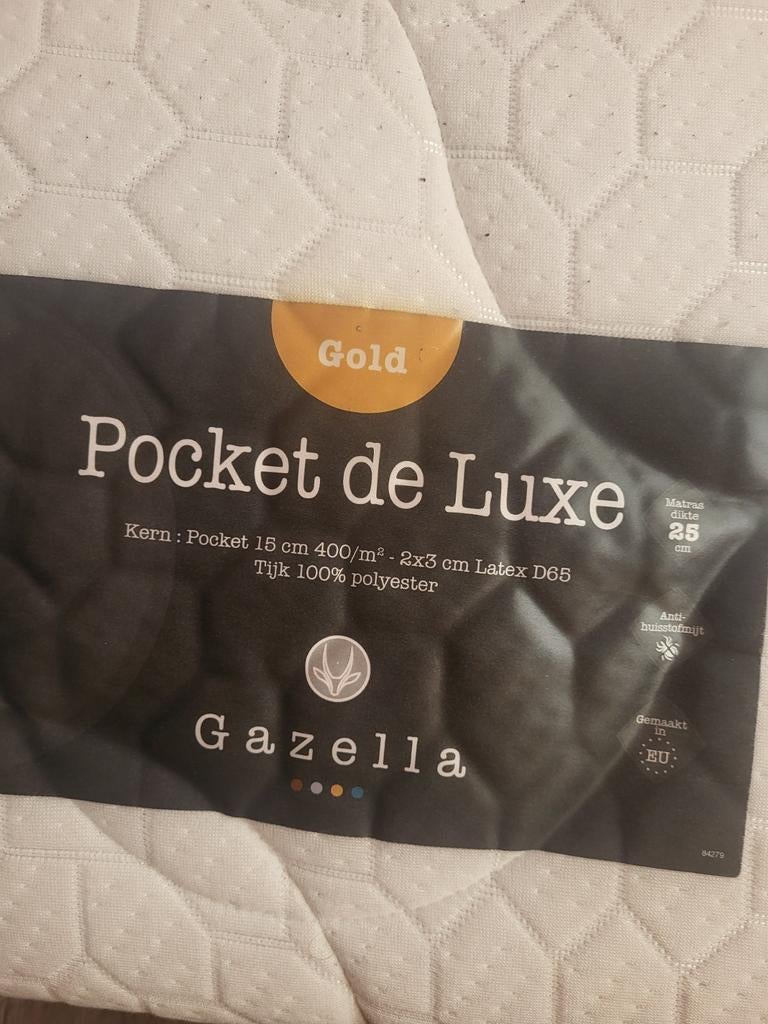 Gold
Pocket de Luxe
Kern : Pocket 15 cm 400/m² - 2x3 cm Latex D65
Tijk 100% polyester
Matras
dikte
25
cm
Anti-
huisstofmijt
Gazella
Gemaakt
in
EU
84279